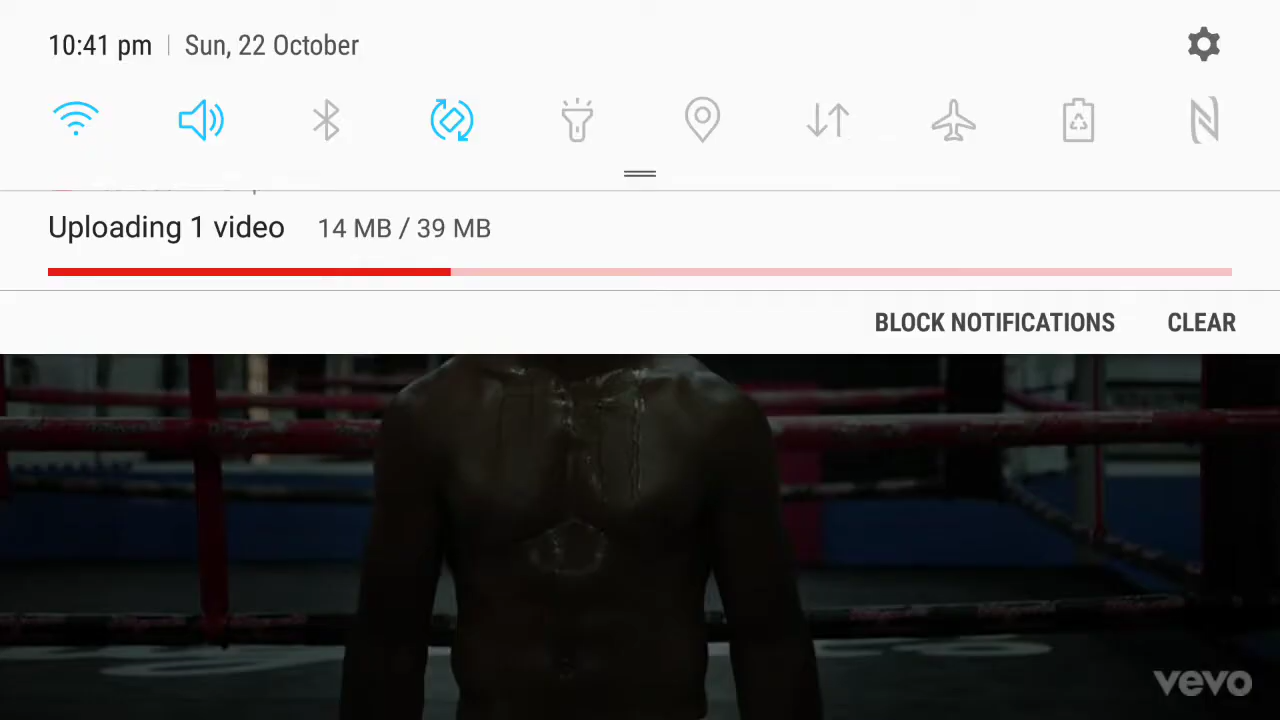 10:41 pm | Sun, 22 October
Uploading 1 video 14 MB / 39 MB
BLOCK NOTIFICATIONS CLEAR
vevo